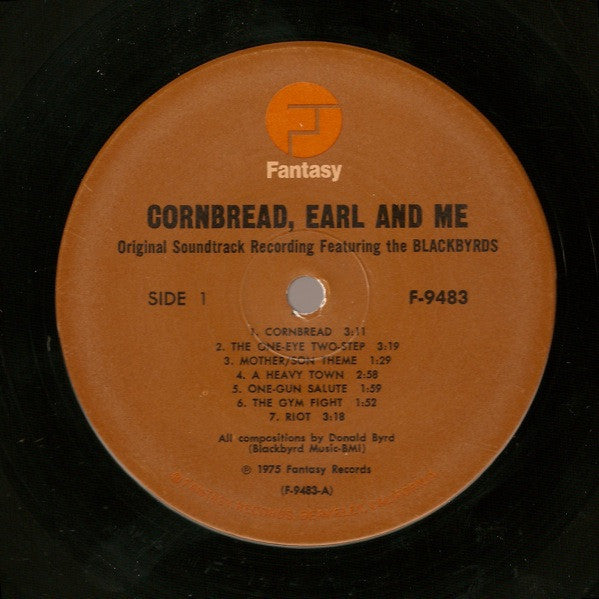 Fantasy
CORNBREAD, EARL AND ME
Original Soundtrack Recording Featuring the BLACKBYRDS
SIDE 1 F-9483
1. CORNBREAD 3:11
2. THE ONE-EYE TWO-STEP 3:19
3. MOTHER/SON THEME 1:29
4. A HEAVY TOWN 2:58
5. ONE-GUN SALUTE 1:59
6. THE GYM FIGHT 1:52
7. RIOT 3:18
All compositions by Donald Byrd
(Blackbyrd Music-BMI)
℗ 1975 Fantasy Records
(F-9483-A)